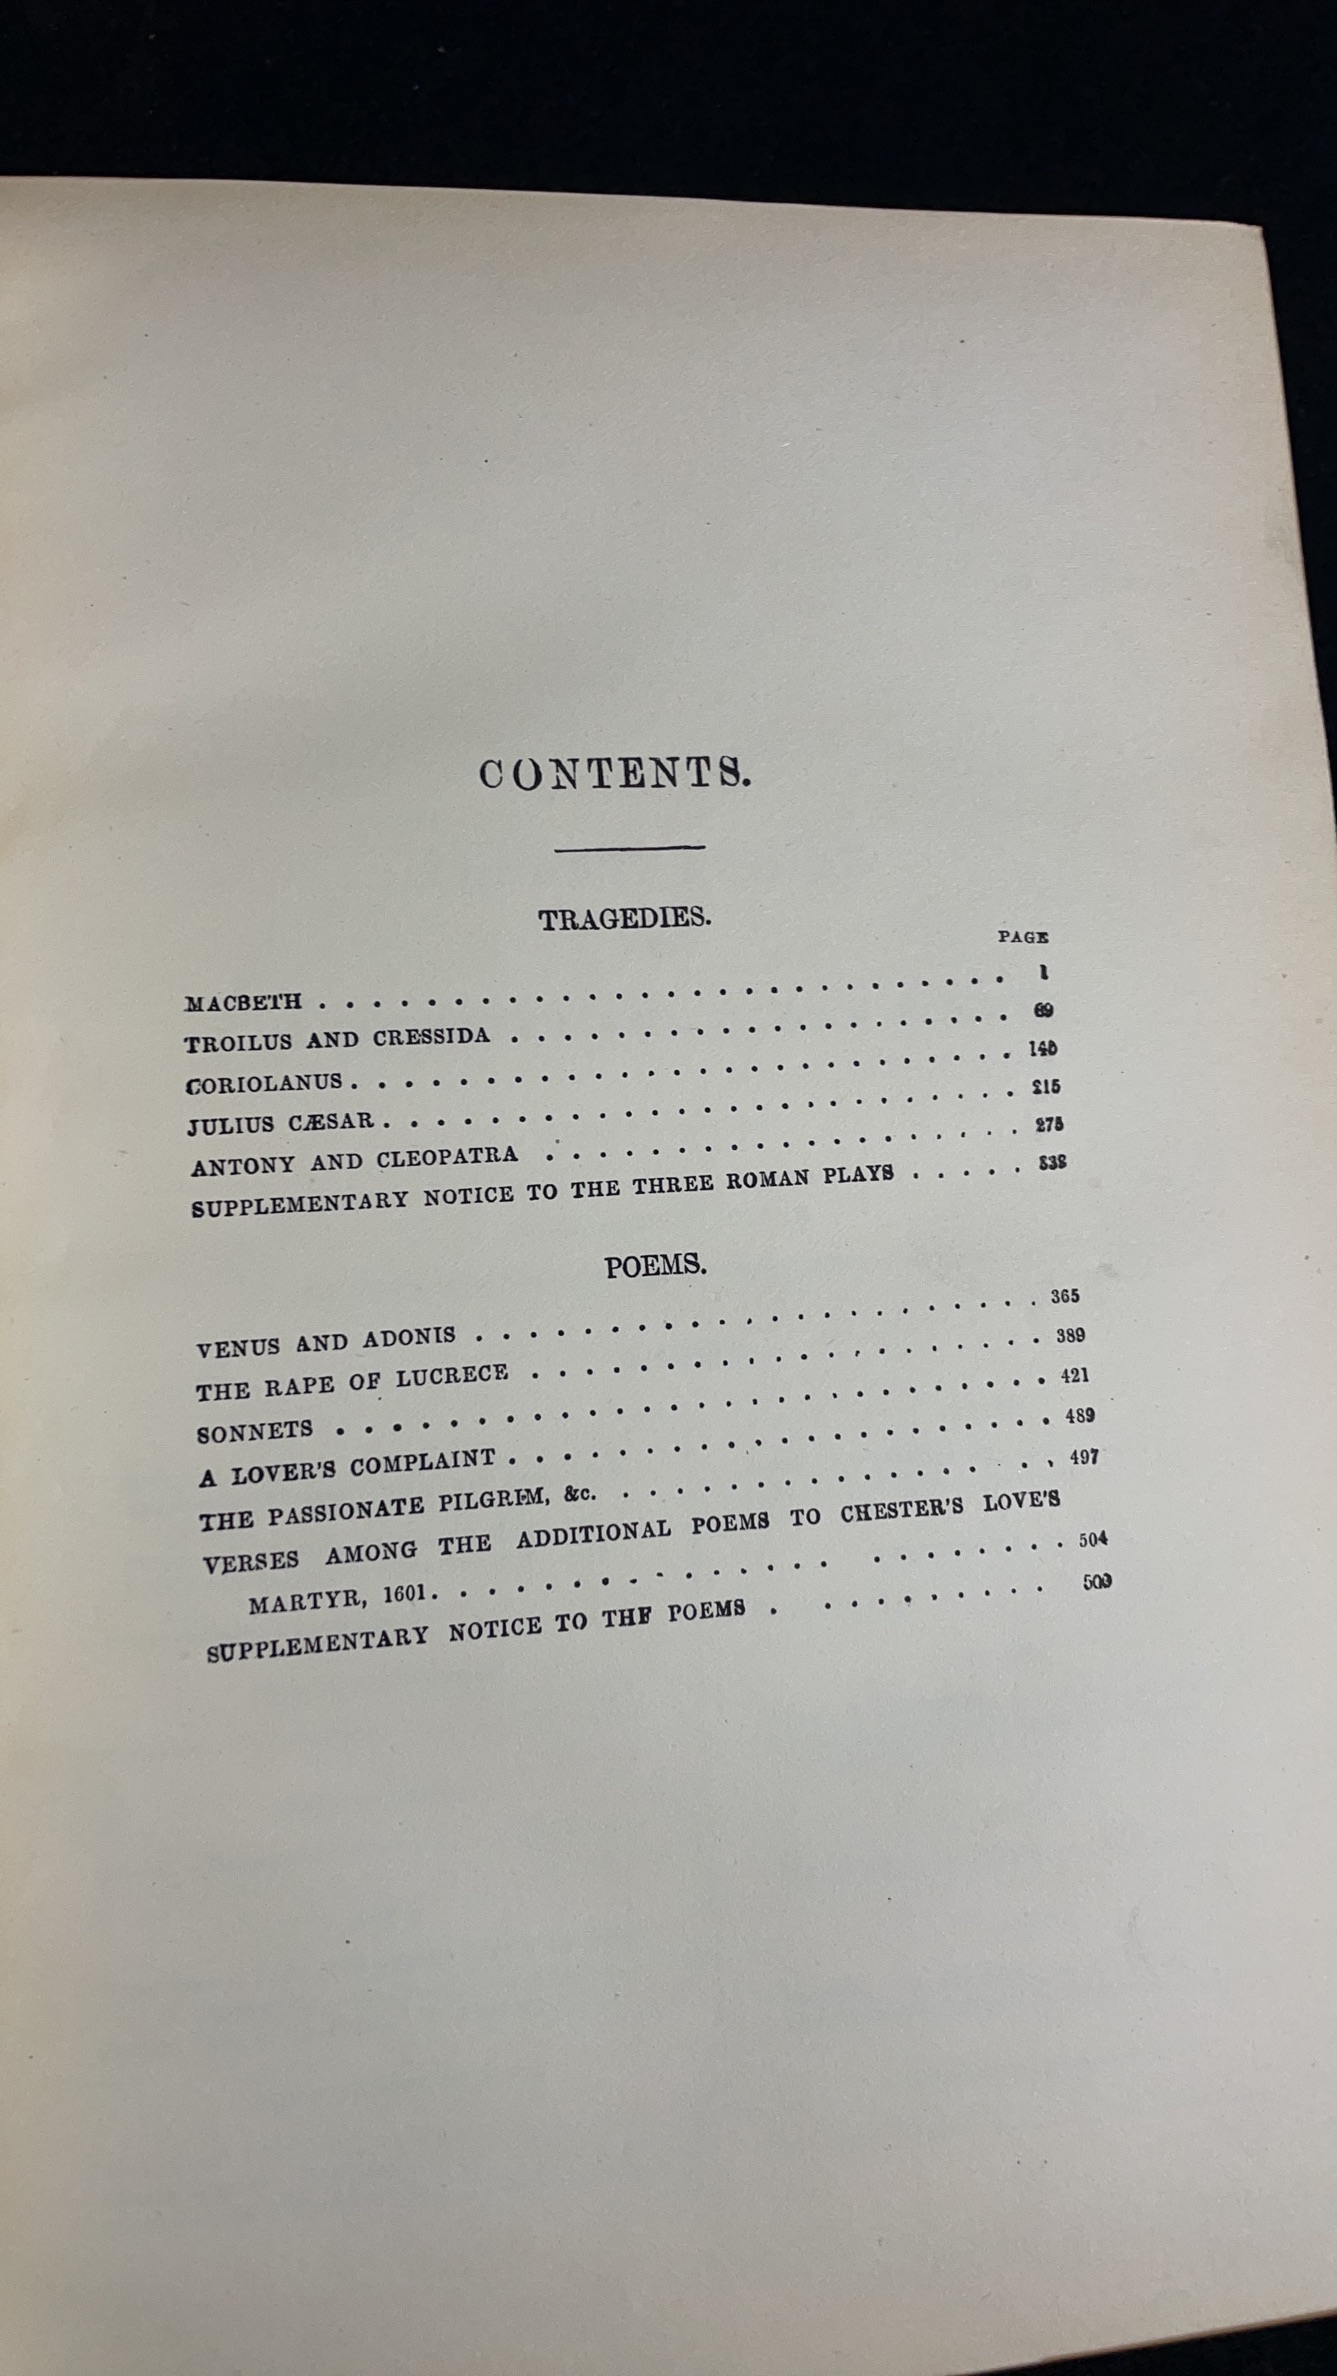 CONTENTS.
TRAGEDIES.
PAGE
MACBETH . . . . . . . . . . . . . . . . . . . . . . . . . . 1
TROILUS AND CRESSIDA . . . . . . . . . . . . . . . . . . . 69
CORIOLANUS . . . . . . . . . . . . . . . . . . . . . . . . .
JULIUS CÆSAR . . . . . . . . . . . . . . . . . . . . . . . . 215
ANTONY AND CLEOPATRA . . . . . . . . . . . . . . . . . . 275
SUPPLEMENTARY NOTICE TO THE THREE ROMAN PLAYS . . . . .
POEMS.
VENUS AND ADONIS . . . . . . . . . . . . . . . . . . . . . 365
THE RAPE OF LUCRECE . . . . . . . . . . . . . . . . . . . 389
SONNETS . . . . . . . . . . . . . . . . . . . . . . . . . . 421
A LOVER'S COMPLAINT . . . . . . . . . . . . . . . . . . . . 489
THE PASSIONATE PILGRIM, &c. . . . . . . . . . . . . . . . . 497
VERSES AMONG THE ADDITIONAL POEMS TO CHESTER'S LOVE'S
MARTYR, 1601 . . . . . . . . . . . . . . . . . . . . . . . 504
SUPPLEMENTARY NOTICE TO THE POEMS . . . . . . . . . . 509